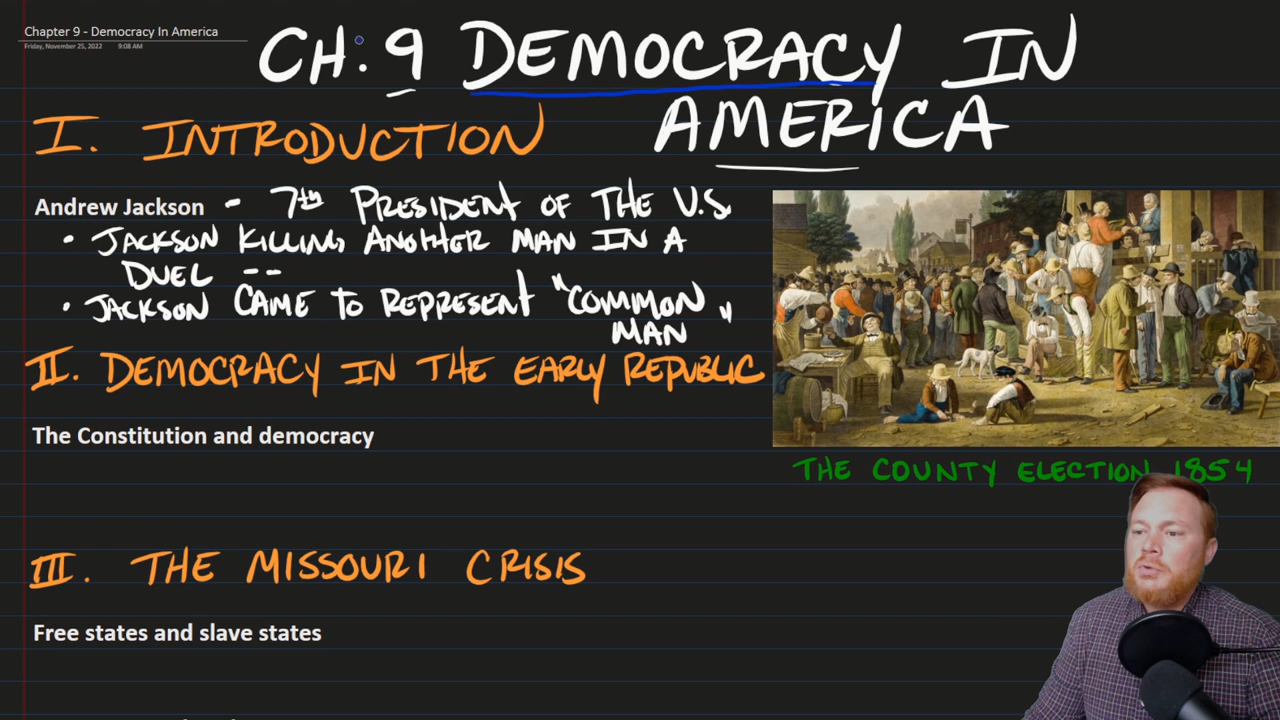 Chapter 9 - Democracy In America
Friday, November 25, 2022 9:08 AM
CH. 9 DEMOCRACY IN
AMERICA
I. INTRODUCTION
Andrew Jackson - 7th PRESIDENT OF THE U.S
• JACKSON KILLING ANOTHER MAN IN A
DUEL --
• JACKSON CAME TO REPRESENT "COMMON
MAN"
II. DEMOCRACY IN THE EARLY REPUBLIC
The Constitution and democracy
THE COUNTY ELECTION 1854
III. THE MISSOURI CRISIS
Free states and slave states